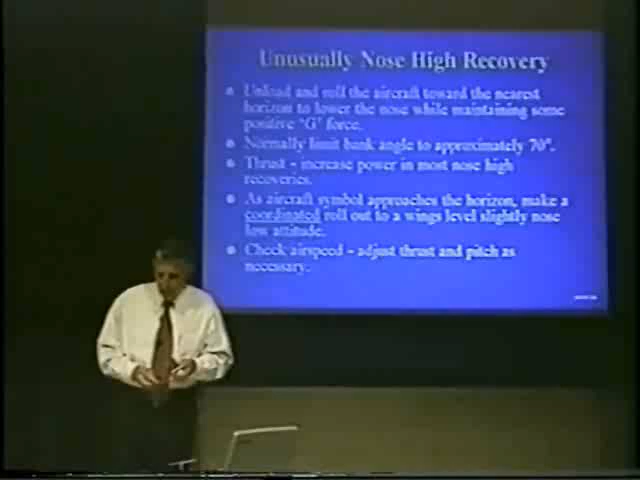 Unusually Nose High Recovery
Unload and roll the aircraft toward the nearest
horizon to lower the nose while maintaining some
positive "G" force.
Normally limit bank angle to approximately 70°.
Thrust - increase power in most nose high
recoveries.
As aircraft symbol approaches the horizon, make a
coordinated roll out to a wings level slightly nose
low attitude.
Check airspeed - adjust thrust and pitch as
necessary.